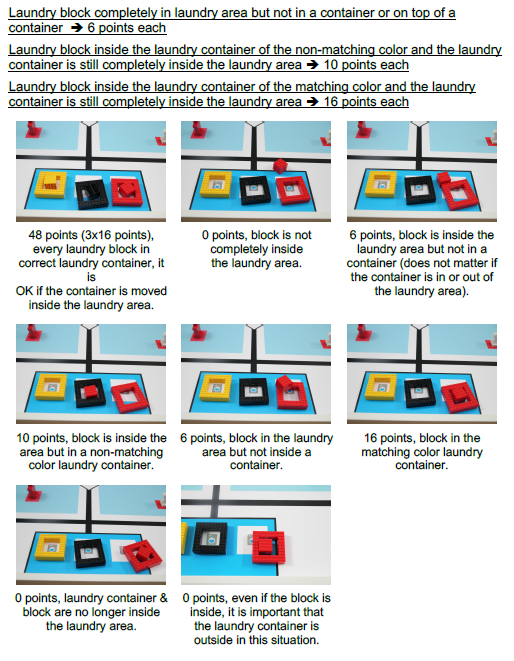 Laundry block completely in laundry area but not in a container or on top of a
container ➔ 6 points each
Laundry block inside the laundry container of the non-matching color and the laundry
container is still completely inside the laundry area ➔ 10 points each
Laundry block inside the laundry container of the matching color and the laundry
container is still completely inside the laundry area ➔ 16 points each
48 points (3x16 points),
every laundry block in
correct laundry container, it
is
OK if the container is moved
inside the laundry area.
0 points, block is not
completely inside
the laundry area.
6 points, block is inside the
laundry area but not in a
container (does not matter if
the container is in or out of
the laundry area).
10 points, block is inside the
area but in a non-matching
color laundry container.
6 points, block in the laundry
area but not inside a
container.
16 points, block in the
matching color laundry
container.
0 points, laundry container &
block are no longer inside
the laundry area.
0 points, even if the block is
inside, it is important that
the laundry container is
outside in this situation.